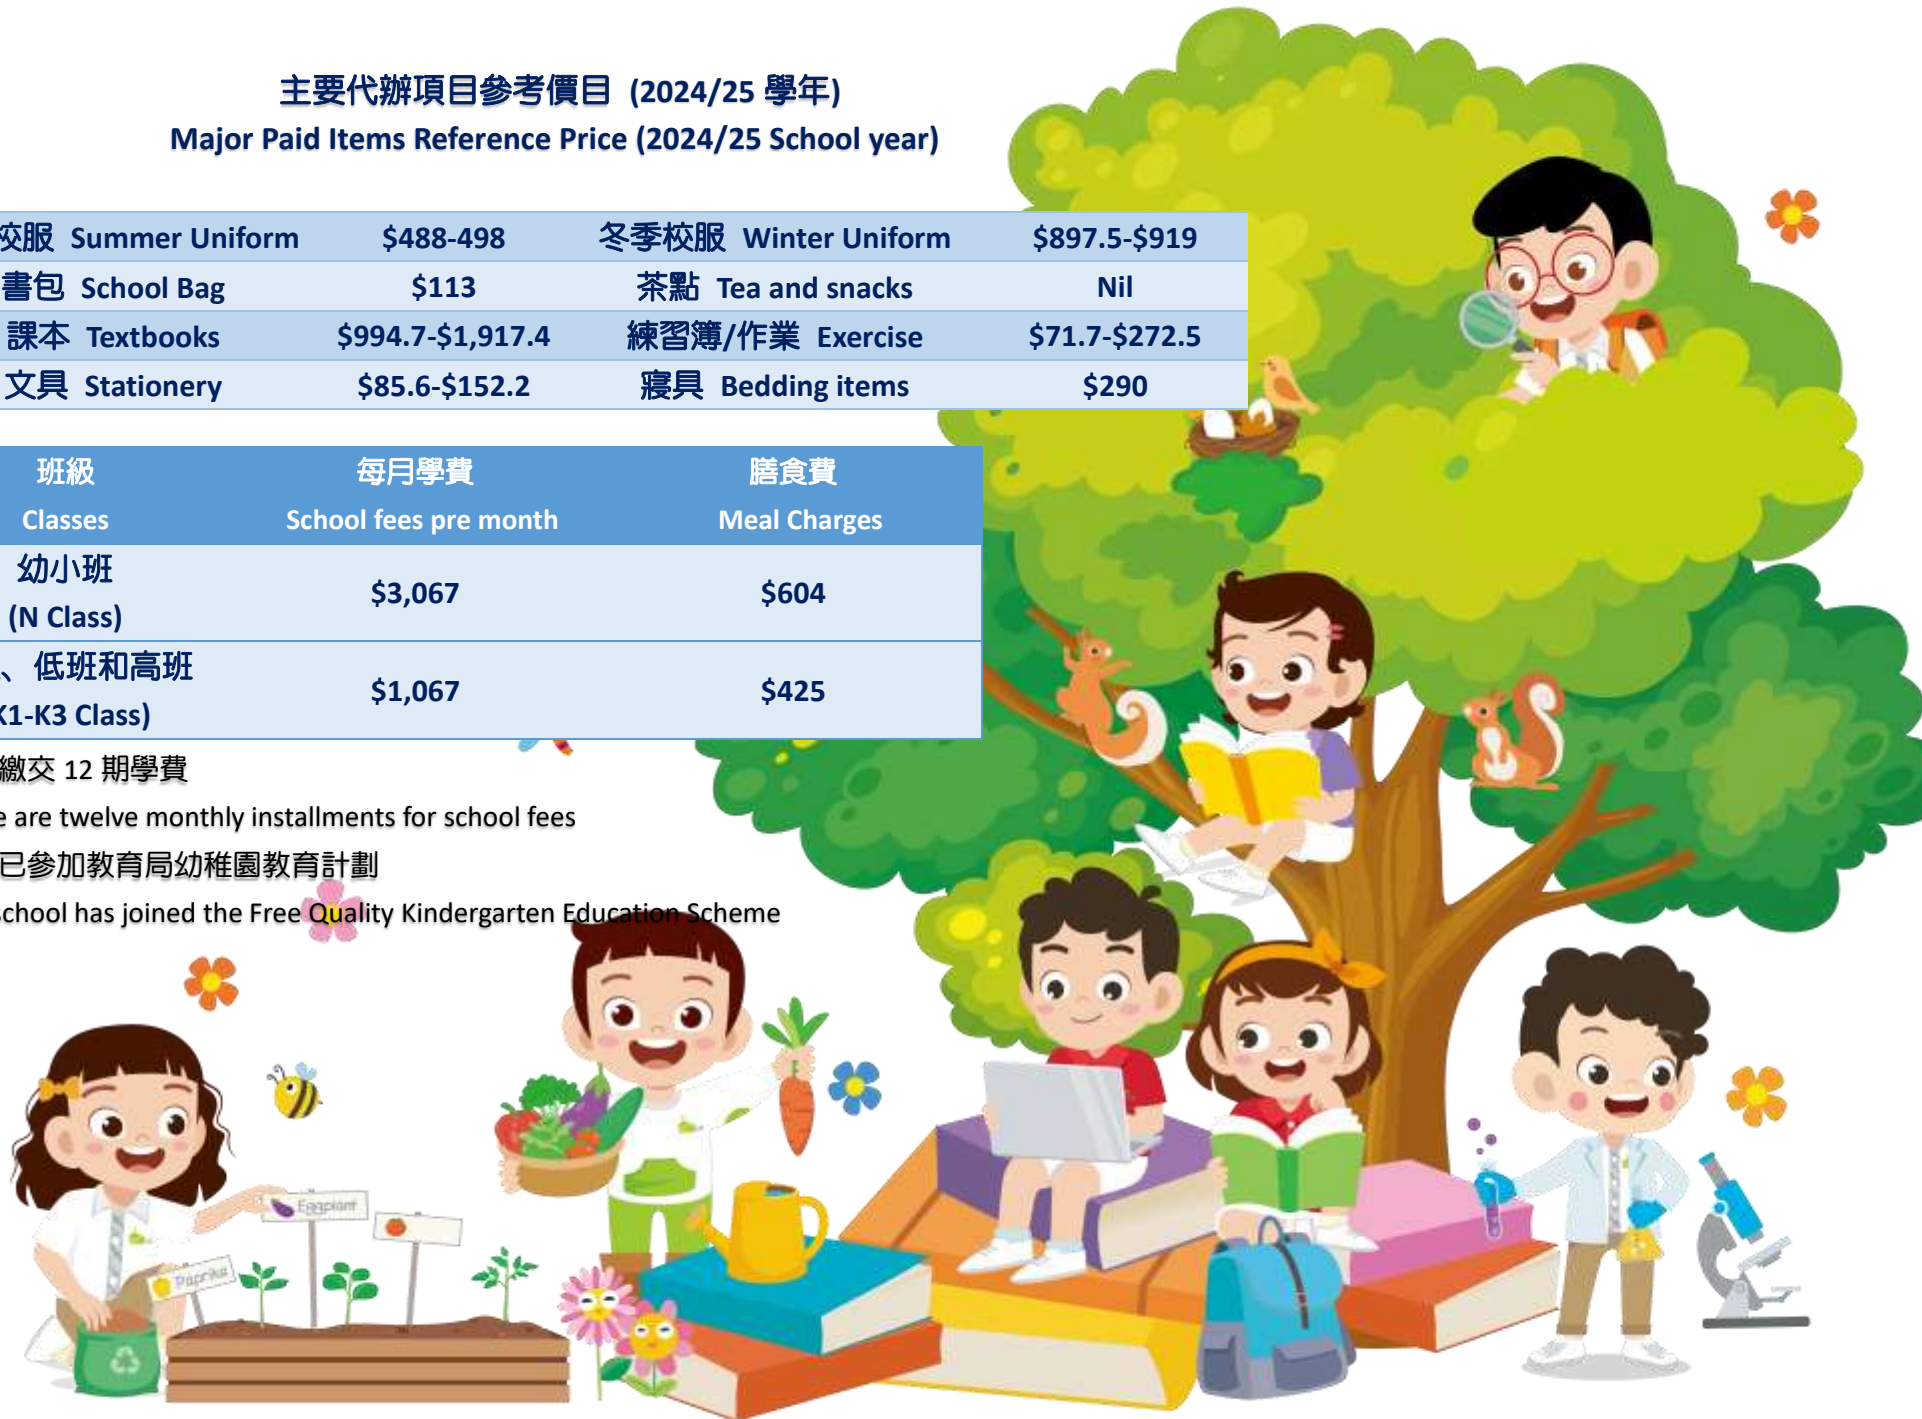 主要代辦項目參考價目 (2024/25 學年)
Major Paid Items Reference Price (2024/25 School year)
校服 Summer Uniform $488-498 冬季校服 Winter Uniform $897.5-$919
書包 School Bag $113 茶點 Tea and snacks Nil
課本 Textbooks $994.7-$1,917.4 練習簿/作業 Exercise $71.7-$272.5
文具 Stationery $85.6-$152.2 寢具 Bedding items $290
班級 每月學費 膳食費
Classes School fees pre month Meal Charges
幼小班
(N Class) $3,067 $604
、低班和高班
K1-K3 Class) $1,067 $425
繳交 12 期學費
e are twelve monthly installments for school fees
已參加教育局幼稚園教育計劃
school has joined the Free Quality Kindergarten Education Scheme
Eggplant
Paprika